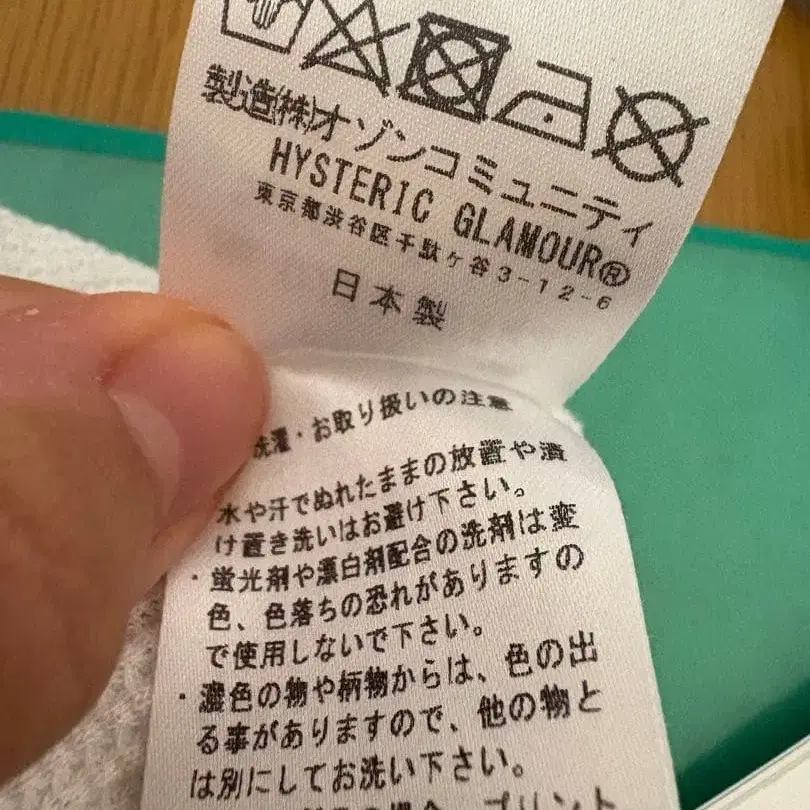 製造(株)オゾンコミュニティ
HYSTERIC GLAMOUR®
東京都渋谷区千駄ヶ谷3-12-6
日本製
洗濯・お取り扱いの注意
水や汗でぬれたままの放置や漬
け置き洗いはお避け下さい。
・蛍光剤や漂白剤配合の洗剤は変
色、色落ちの恐れがありますの
で使用しないで下さい。
・濃色の物や柄物からは、色の出
る事がありますので、他の物と
は別にしてお洗い下さい。
プリント